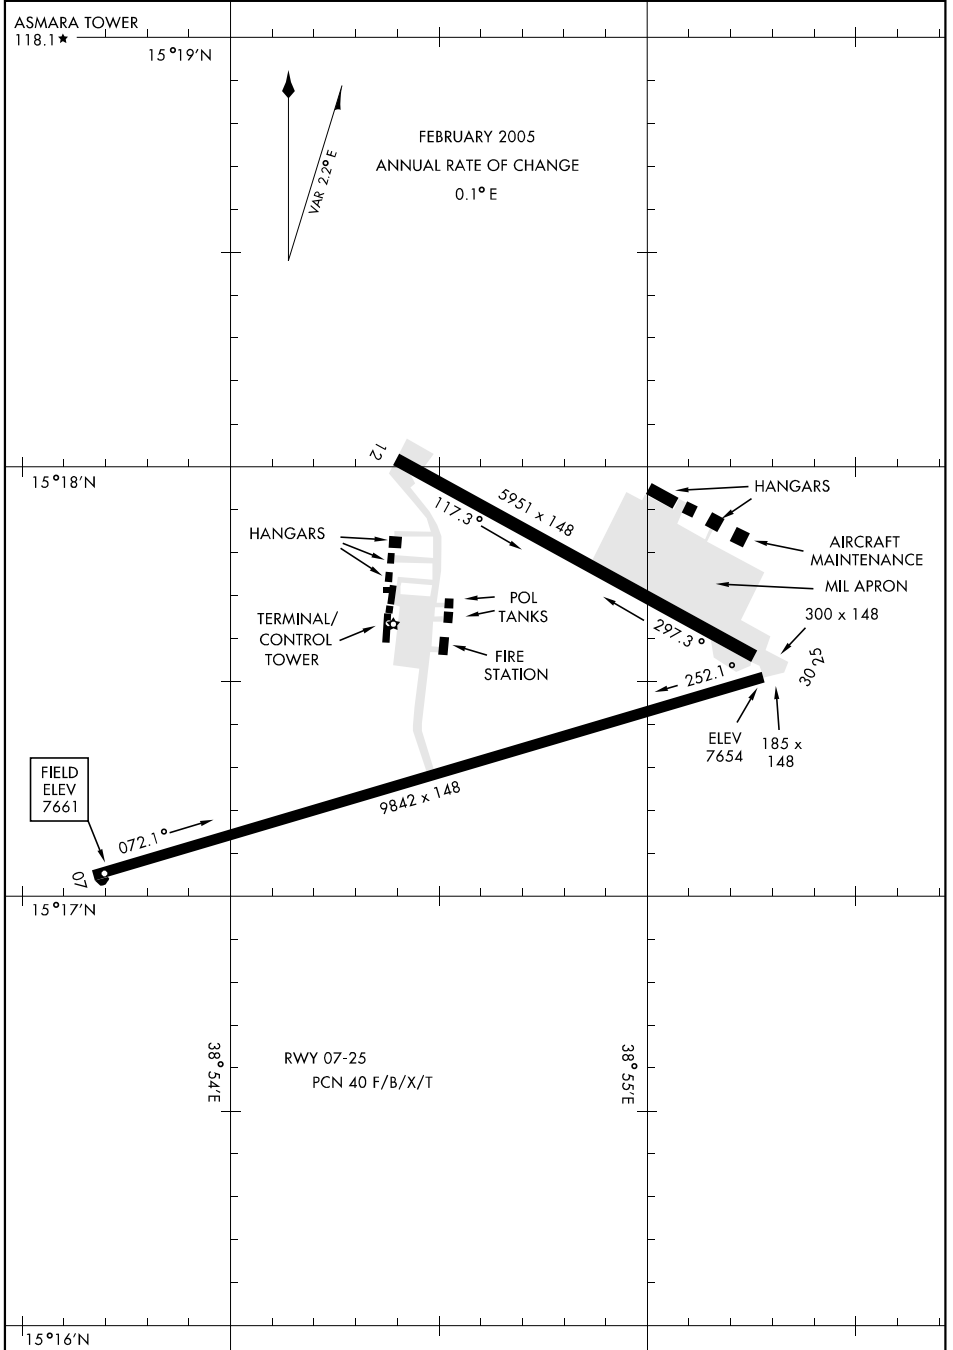 ASMARA TOWER
118.1★
15°19'N
VAR 2.2° E
FEBRUARY 2005
ANNUAL RATE OF CHANGE
0.1° E
15°18'N
12
5951 x 148
117.3°
HANGARS
HANGARS
AIRCRAFT
MAINTENANCE
MIL APRON
POL
TANKS
300 x 148
TERMINAL/
CONTROL
TOWER
297.3°
FIRE
STATION
30
25
252.1°
ELEV
7654
185 x
148
FIELD
ELEV
7661
9842 x 148
072.1°
07
15°17'N
38°54'E
38°55'E
RWY 07-25
PCN 40 F/B/X/T
15°16'N